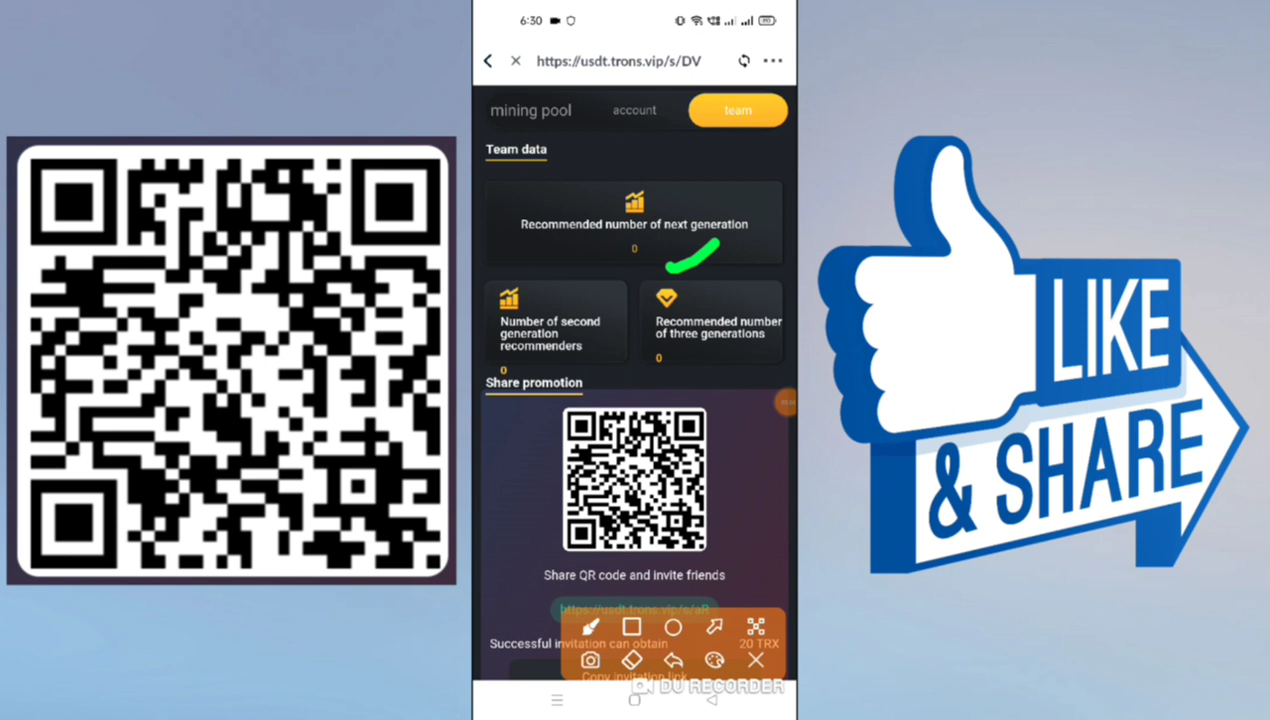 6:30
https://usdt.trons.vip/s/DV
mining pool account team
Team data
Recommended number of next generation
0
Number of second
generation
recommenders
0
Recommended number
of three generations
0
Share promotion
Share QR code and invite friends
https://usdt.trons.vip/s/aR
Successful invitation can obtain 20 TRX
Copy invitation link
DU RECORDER
LIKE
& SHARE